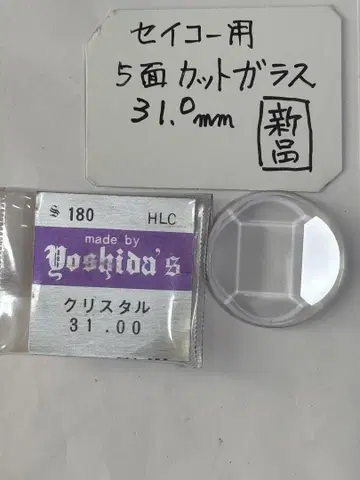 セイコー用
5面カットガラス
31.0mm
新品
S 180 HLC
made by
Yoshida's
クリスタル
31.00